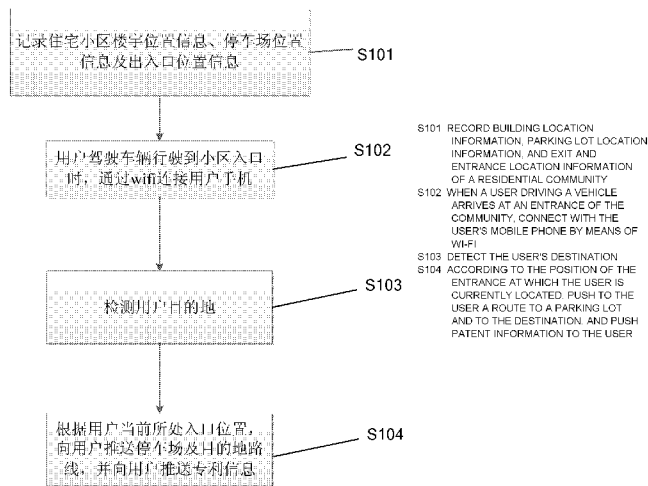 记录住宅小区楼宇位置信息、停车场位置
信息及出入口位置信息
S101
用户驾驶车辆行驶到小区入口
时，通过wifi连接用户手机
S102
检测用户目的地
S103
根据用户当前所处入口位置，
向用户推送停车场及目的地路
线，并向用户推送专利信息
S104
S101 RECORD BUILDING LOCATION
INFORMATION, PARKING LOT LOCATION
INFORMATION, AND EXIT AND
ENTRANCE LOCATION INFORMATION
OF A RESIDENTIAL COMMUNITY
S102 WHEN A USER DRIVING A VEHICLE
ARRIVES AT AN ENTRANCE OF THE
COMMUNITY, CONNECT WITH THE
USER'S MOBILE PHONE BY MEANS OF
WI-FI
S103 DETECT THE USER'S DESTINATION
S104 ACCORDING TO THE POSITION OF THE
ENTRANCE AT WHICH THE USER IS
CURRENTLY LOCATED, PUSH TO THE
USER A ROUTE TO A PARKING LOT
AND TO THE DESTINATION, AND PUSH
PATENT INFORMATION TO THE USER